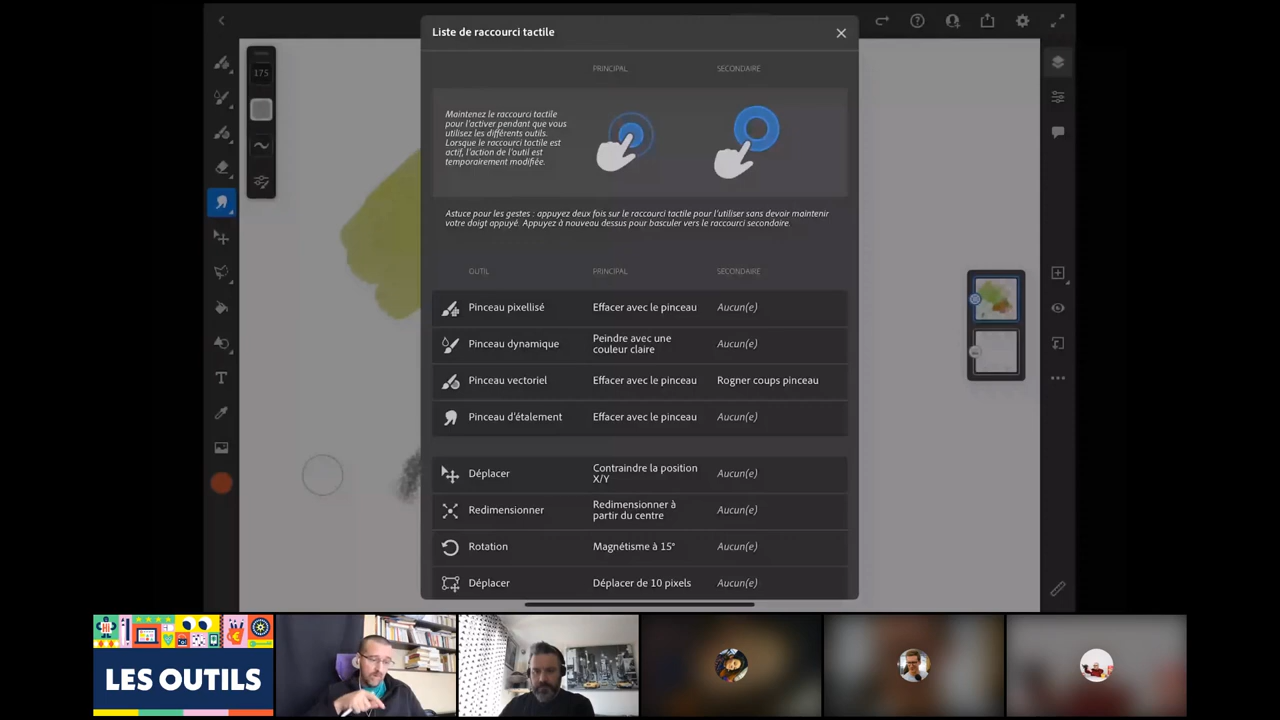 Liste de raccourci tactile
PRINCIPAL
SECONDAIRE
Maintenez le raccourci tactile
pour l'activer pendant que vous
utilisez les différents outils.
Lorsque le raccourci tactile est
actif, l'action de l'outil est
temporairement modifiée.
Astuce pour les gestes : appuyez deux fois sur le raccourci tactile pour l'utiliser sans devoir maintenir
votre doigt appuyé. Appuyez à nouveau dessus pour basculer vers le raccourci secondaire.
OUTIL
PRINCIPAL
SECONDAIRE
Pinceau pixellisé
Effacer avec le pinceau
Aucun(e)
Pinceau dynamique
Peindre avec une
couleur claire
Aucun(e)
Pinceau vectoriel
Effacer avec le pinceau
Rogner coups pinceau
Pinceau d'étalement
Effacer avec le pinceau
Aucun(e)
Déplacer
Contraindre la position
X/Y
Aucun(e)
Redimensionner
Redimensionner à
partir du centre
Aucun(e)
Rotation
Magnétisme à 15°
Aucun(e)
Déplacer
Déplacer de 10 pixels
Aucun(e)
175
T
HI
€
LES OUTILS